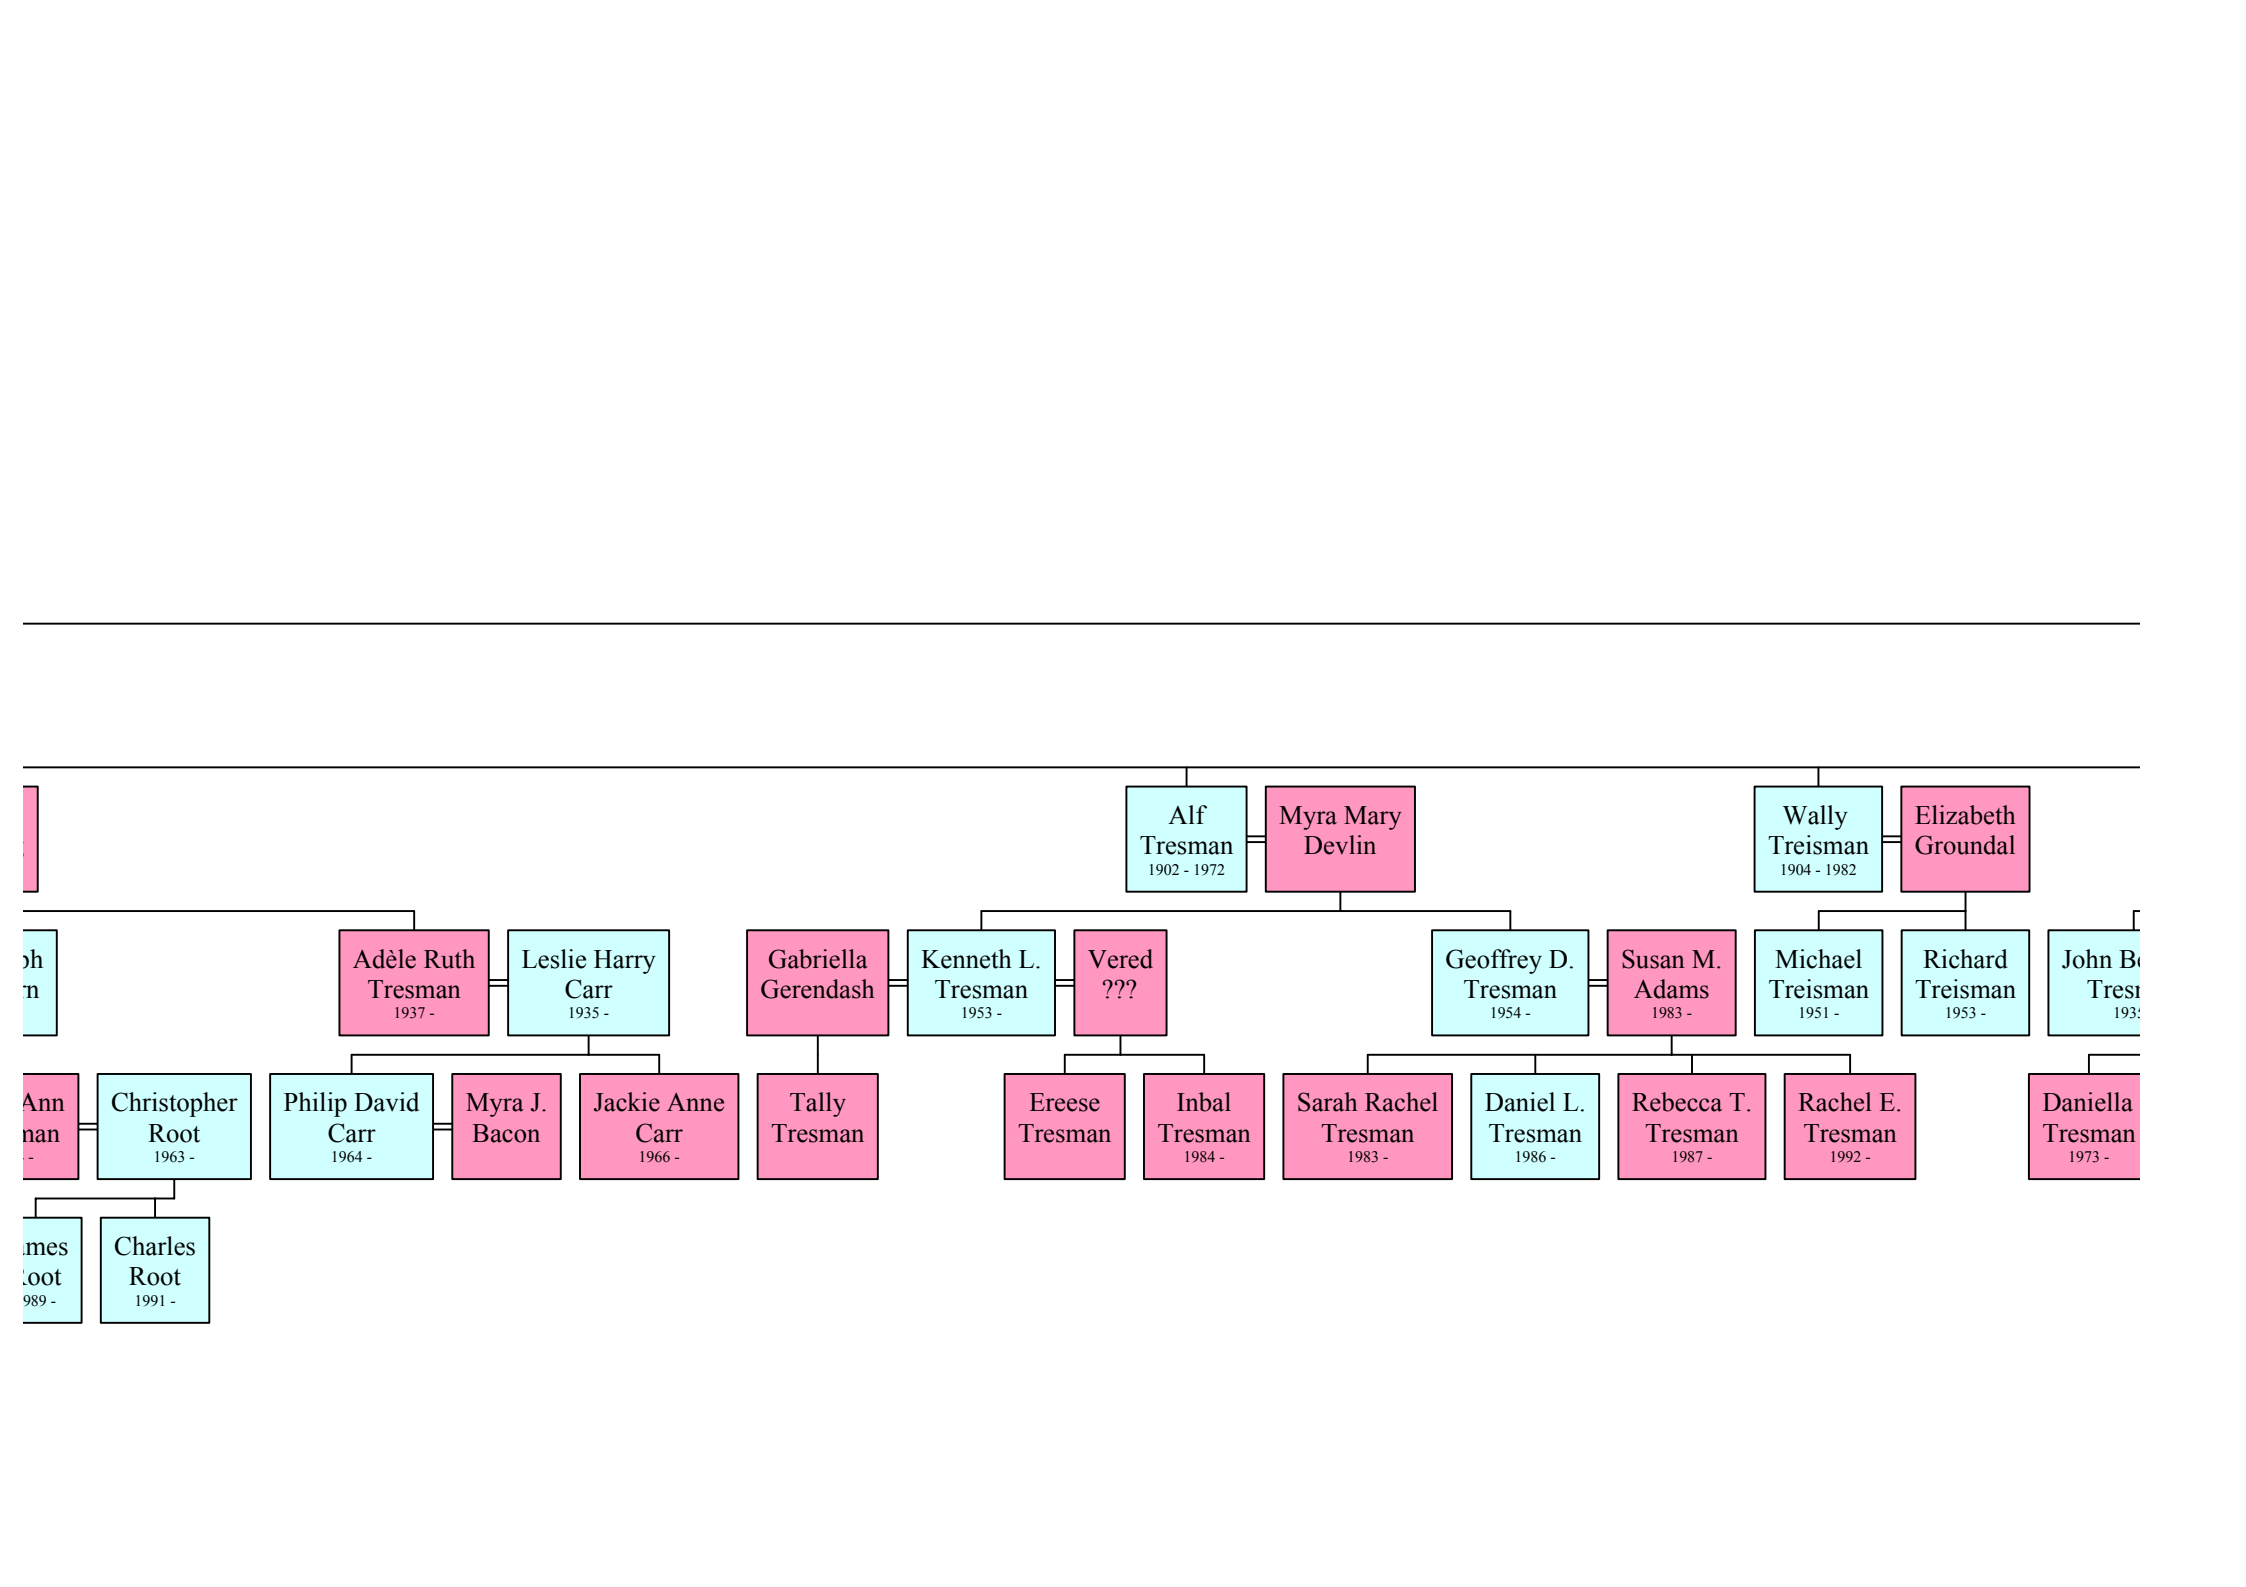 Alf
Tresman
1902 - 1972
Myra Mary
Devlin
Wally
Treisman
1904 - 1982
Elizabeth
Groundal
Adèle Ruth
Tresman
1937 -
Leslie Harry
Carr
1935 -
Gabriella
Gerendash
Kenneth L.
Tresman
1953 -
Vered
???
Geoffrey D.
Tresman
1954 -
Susan M.
Adams
1983 -
Michael
Treisman
1951 -
Richard
Treisman
1953 -
John
Ann
Christopher
Root
1963 -
Philip David
Carr
1964 -
Myra J.
Bacon
Jackie Anne
Carr
1966 -
Tally
Tresman
Ereese
Tresman
Inbal
Tresman
1984 -
Sarah Rachel
Tresman
1983 -
Daniel L.
Tresman
1986 -
Rebecca T.
Tresman
1987 -
Rachel E.
Tresman
1992 -
Daniella
Tresman
1973 -
Charles
Root
1991 -